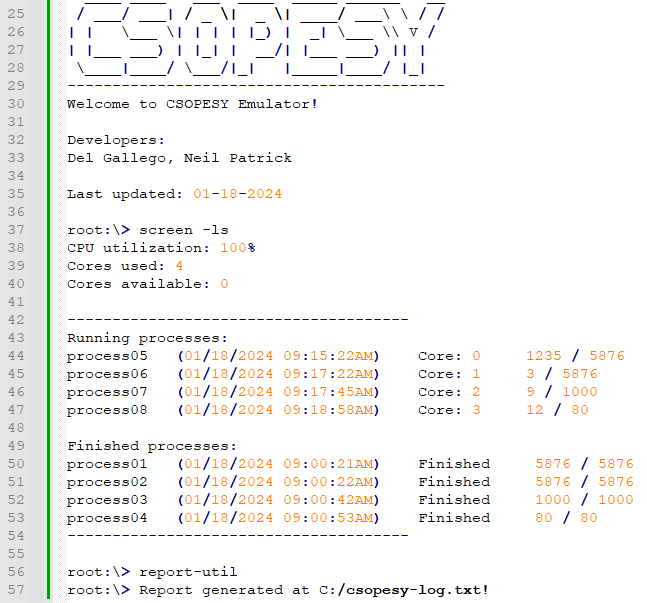 25 / ___/ ___| / _ \| _ \| ____/ ___\ \ / /
26 | | \___ \| | | | |_) | _| \___ \\ V /
27 | |___ ___) | |_| | __/| |___ ___) || |
28 \____|____/ \___/|_| |_____|____/ |_|
29 ------------------------------------------
30 Welcome to CSOPESY Emulator!
31
32 Developers:
33 Del Gallego, Neil Patrick
34
35 Last updated: 01-18-2024
36
37 root:\> screen -ls
38 CPU utilization: 100%
39 Cores used: 4
40 Cores available: 0
41
42 --------------------------------------
43 Running processes:
44 process05 (01/18/2024 09:15:22AM) Core: 0 1235 / 5876
45 process06 (01/18/2024 09:17:22AM) Core: 1 3 / 5876
46 process07 (01/18/2024 09:17:45AM) Core: 2 9 / 1000
47 process08 (01/18/2024 09:18:58AM) Core: 3 12 / 80
48
49 Finished processes:
50 process01 (01/18/2024 09:00:21AM) Finished 5876 / 5876
51 process02 (01/18/2024 09:00:22AM) Finished 5876 / 5876
52 process03 (01/18/2024 09:00:42AM) Finished 1000 / 1000
53 process04 (01/18/2024 09:00:53AM) Finished 80 / 80
54 --------------------------------------
55
56 root:\> report-util
57 root:\> Report generated at C:/csopesy-log.txt!